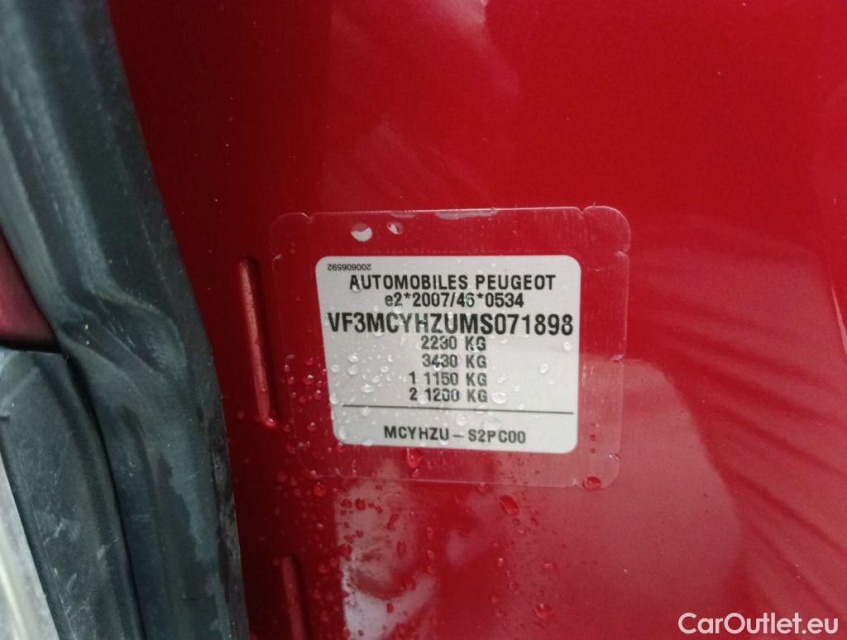 200606592
AUTOMOBILES PEUGEOT
e2*2007/46*0534
VF3MCYHZUMS071898
2230 KG
3430 KG
1 1150 KG
2 1200 KG
MCYHZU-S2PC00
CarOutlet.eu